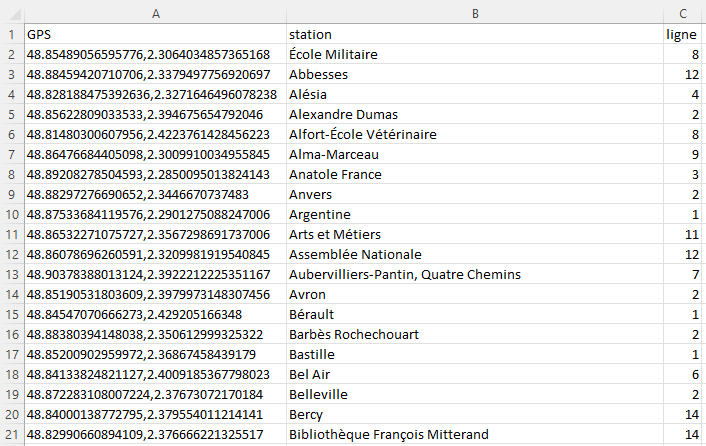 A B C
1 GPS station ligne
2 48.85489056595776,2.3064034857365168 École Militaire 8
3 48.88459420710706,2.3379497756920697 Abbesses 12
4 48.828188475392636,2.3271646496078238 Alésia 4
5 48.85622809033533,2.394675654792046 Alexandre Dumas 2
6 48.81480300607956,2.4223761428456223 Alfort-École Vétérinaire 8
7 48.86476684405098,2.3009910034955845 Alma-Marceau 9
8 48.89208278504593,2.2850095013824143 Anatole France 3
9 48.88297276690652,2.3446670737483 Anvers 2
10 48.87533684119576,2.2901275088247006 Argentine 1
11 48.86532271075727,2.3567298691737006 Arts et Métiers 11
12 48.86078696260591,2.3209981919540845 Assemblée Nationale 12
13 48.90378388013124,2.3922212225351167 Aubervilliers-Pantin, Quatre Chemins 7
14 48.85190531803609,2.3979973148307456 Avron 2
15 48.84547070666273,2.429205166348 Bérault 1
16 48.88380394148038,2.350612999325322 Barbès Rochechouart 2
17 48.85200902959972,2.36867458439179 Bastille 1
18 48.84133824821127,2.4009185367798023 Bel Air 6
19 48.872283108007224,2.37673072170184 Belleville 2
20 48.84000138772795,2.379554011214141 Bercy 14
21 48.82990660894109,2.376666221325517 Bibliothèque François Mitterand 14